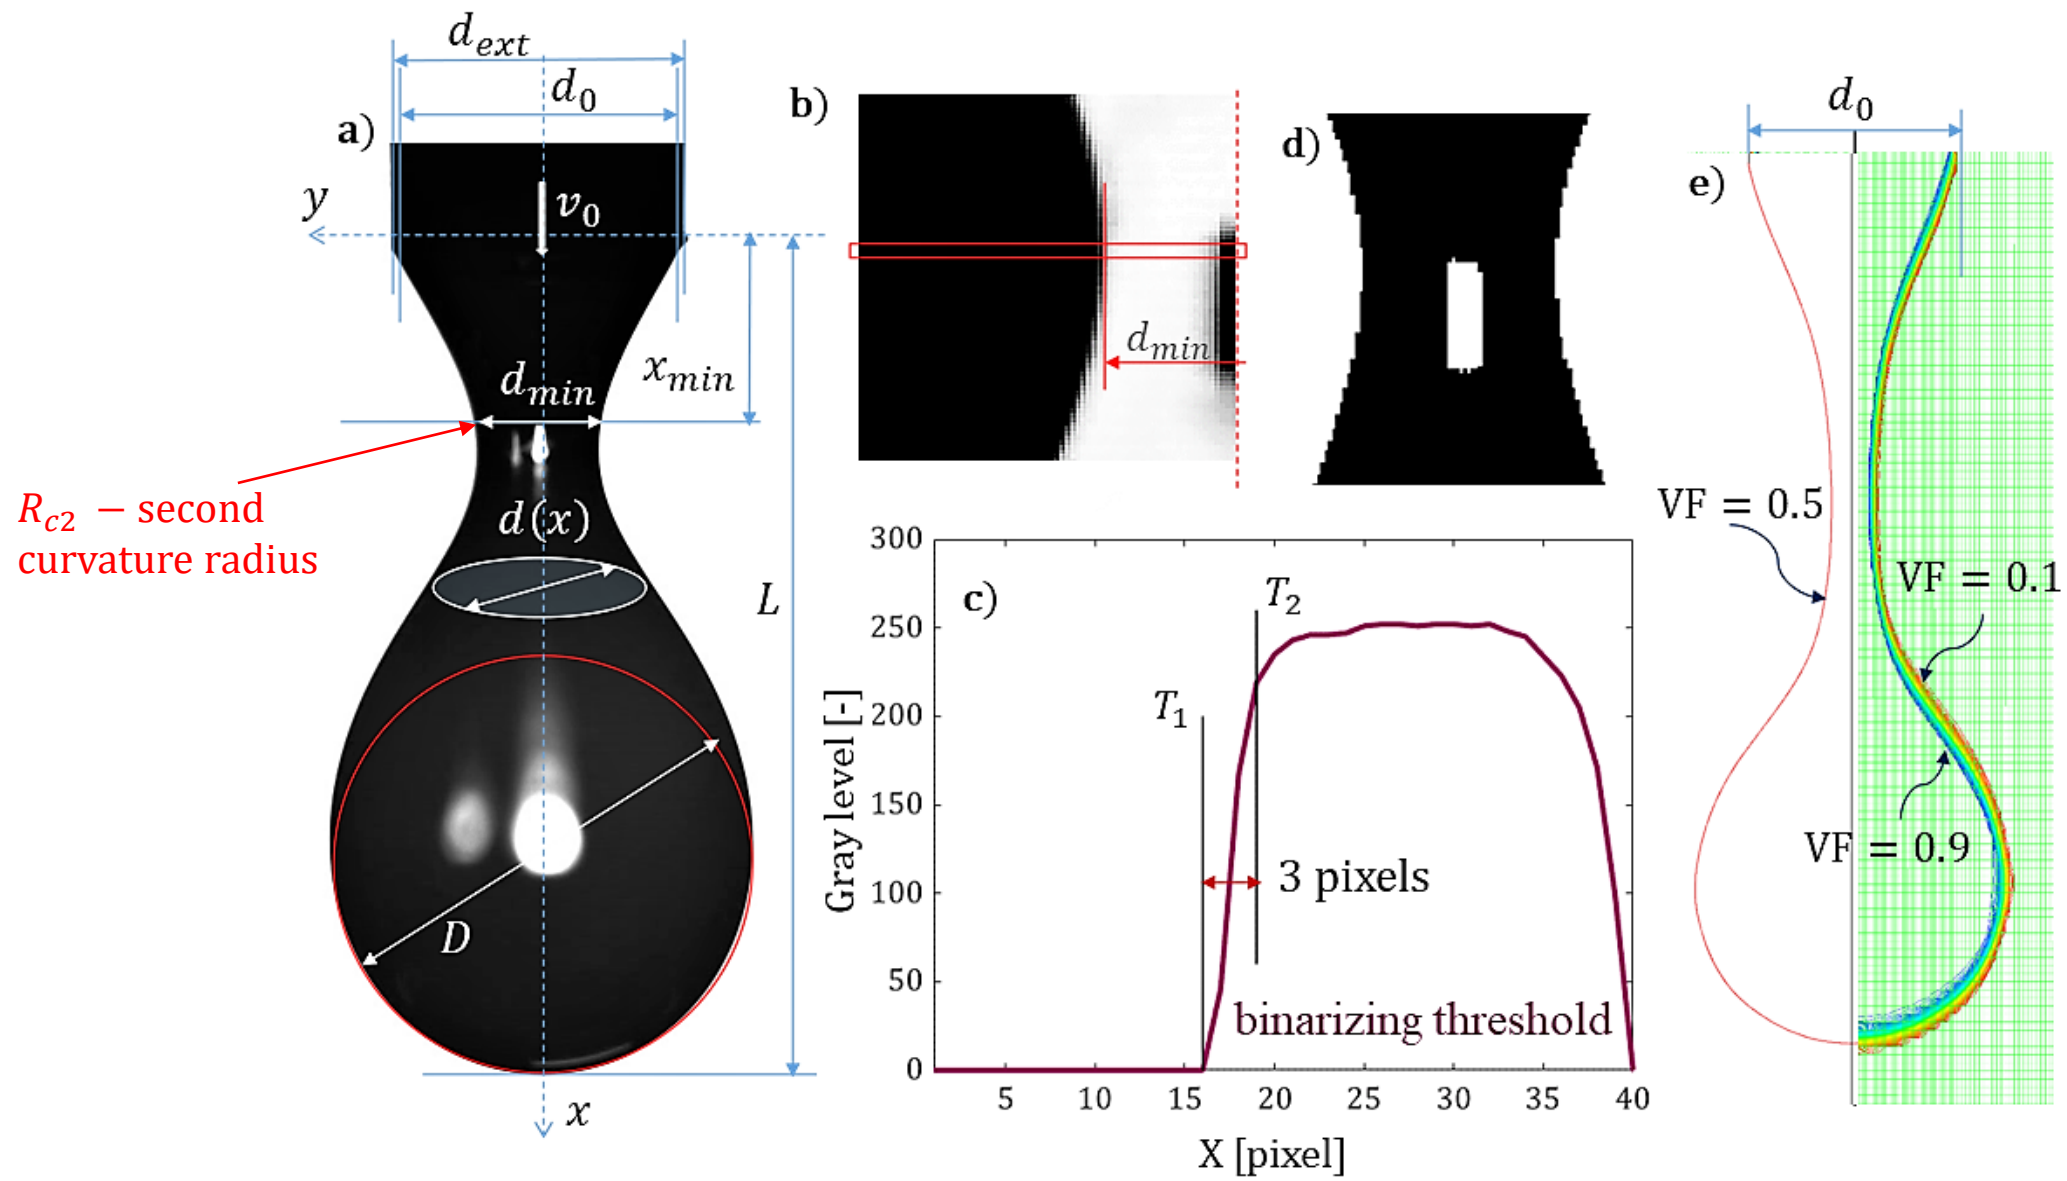 a)
d_ext
d_0
y
v_0
d_min
x_min
R_c2 − second
curvature radius
d(x)
L
D
x
b)
d_min
d)
c)
Gray level [-]
300
250
200
150
100
50
0
5 10 15 20 25 30 35 40
X [pixel]
T_1
T_2
3 pixels
binarizing threshold
e)
d_0
VF = 0.5
VF = 0.1
VF = 0.9